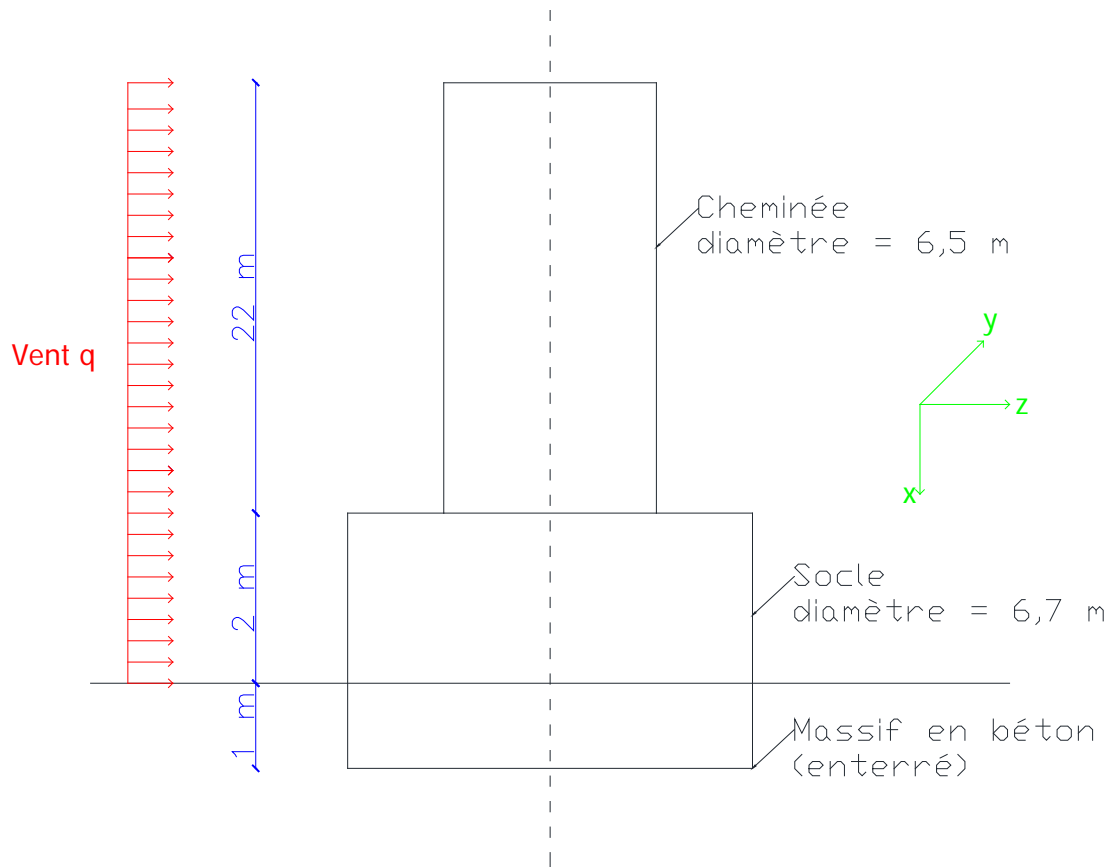 Cheminée
diamètre = 6,5 m
22 m
Vent q
y
z
x
Socle
diamètre = 6,7 m
2 m
1 m
Massif en béton
(enterré)